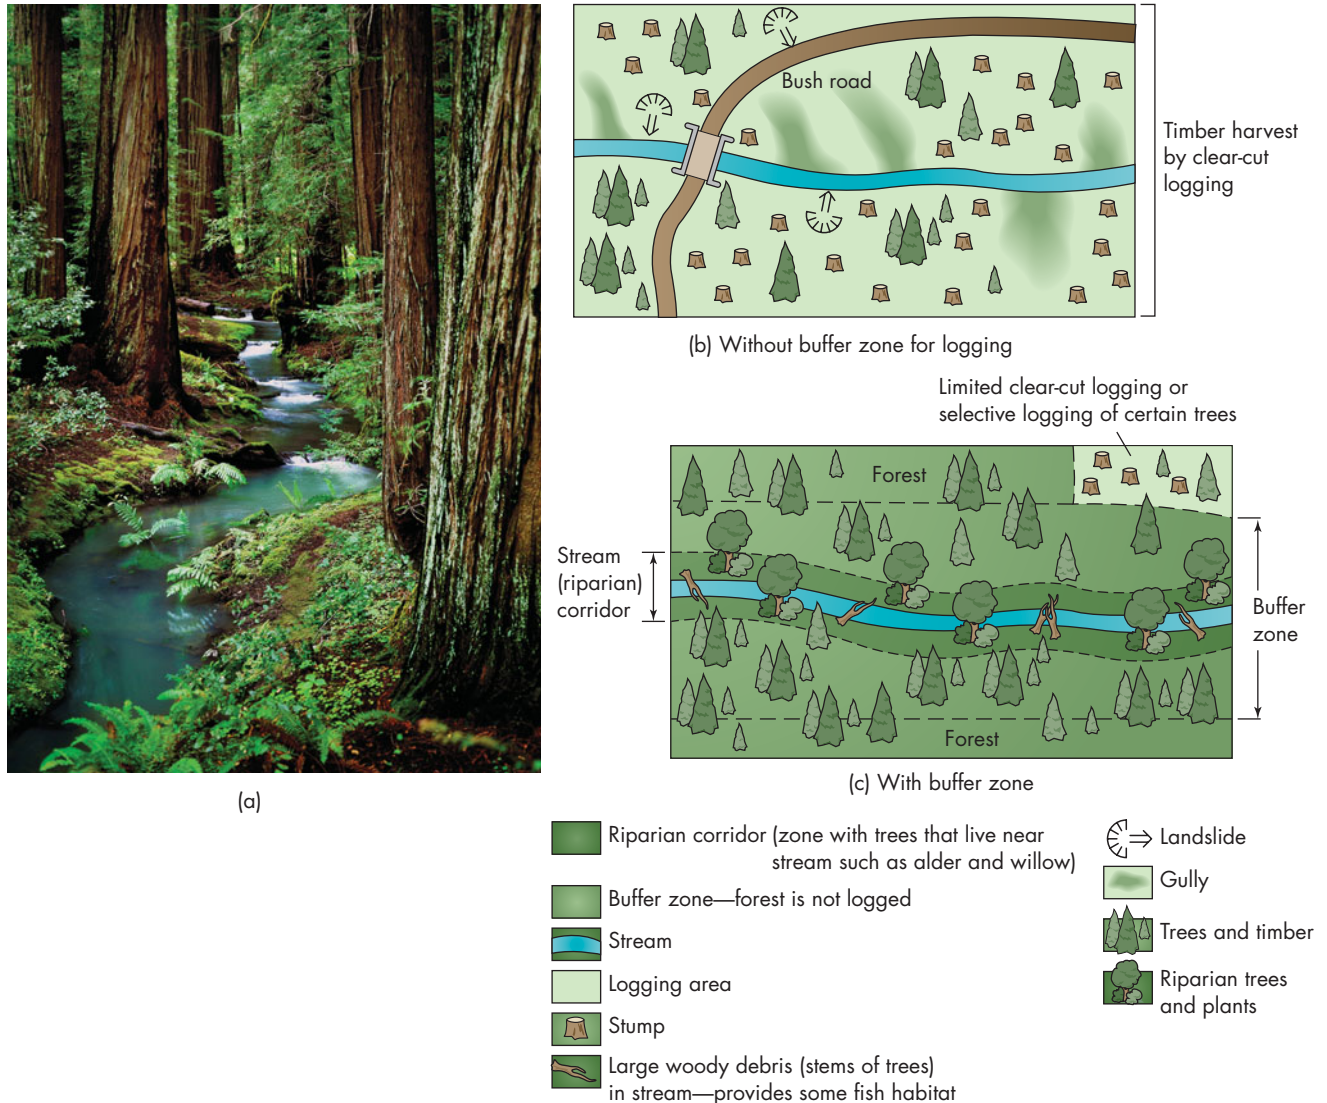 (a)
Bush road
Timber harvest
by clear-cut
logging
(b) Without buffer zone for logging
Limited clear-cut logging or
selective logging of certain trees
Forest
Stream
(riparian)
corridor
Buffer
zone
Forest
(c) With buffer zone
Riparian corridor (zone with trees that live near
stream such as alder and willow)
Buffer zone—forest is not logged
Stream
Logging area
Stump
Large woody debris (stems of trees)
in stream—provides some fish habitat
Landslide
Gully
Trees and timber
Riparian trees
and plants